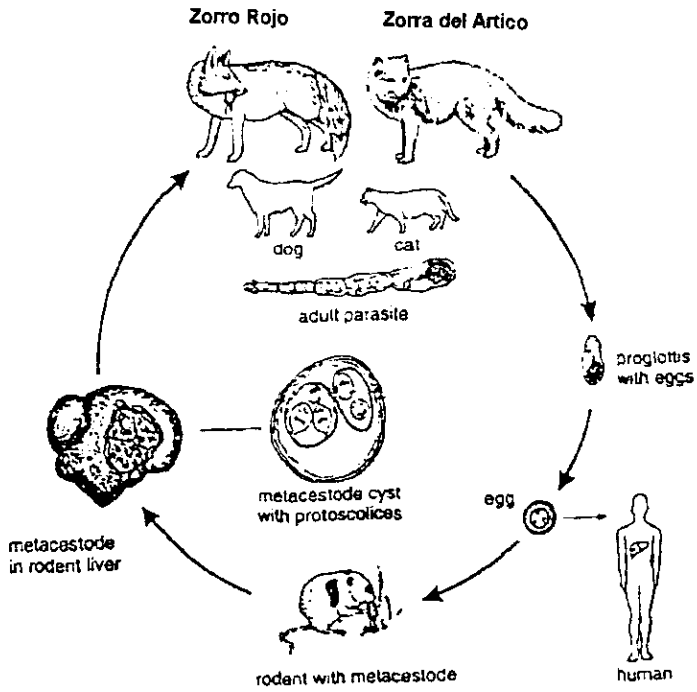 Zorro Rojo
Zorra del Artico
dog
cat
adult parasite
proglottis
with eggs
metacestode cyst
with protoscolices
egg
metacestode
in rodent liver
rodent with metacestode
human